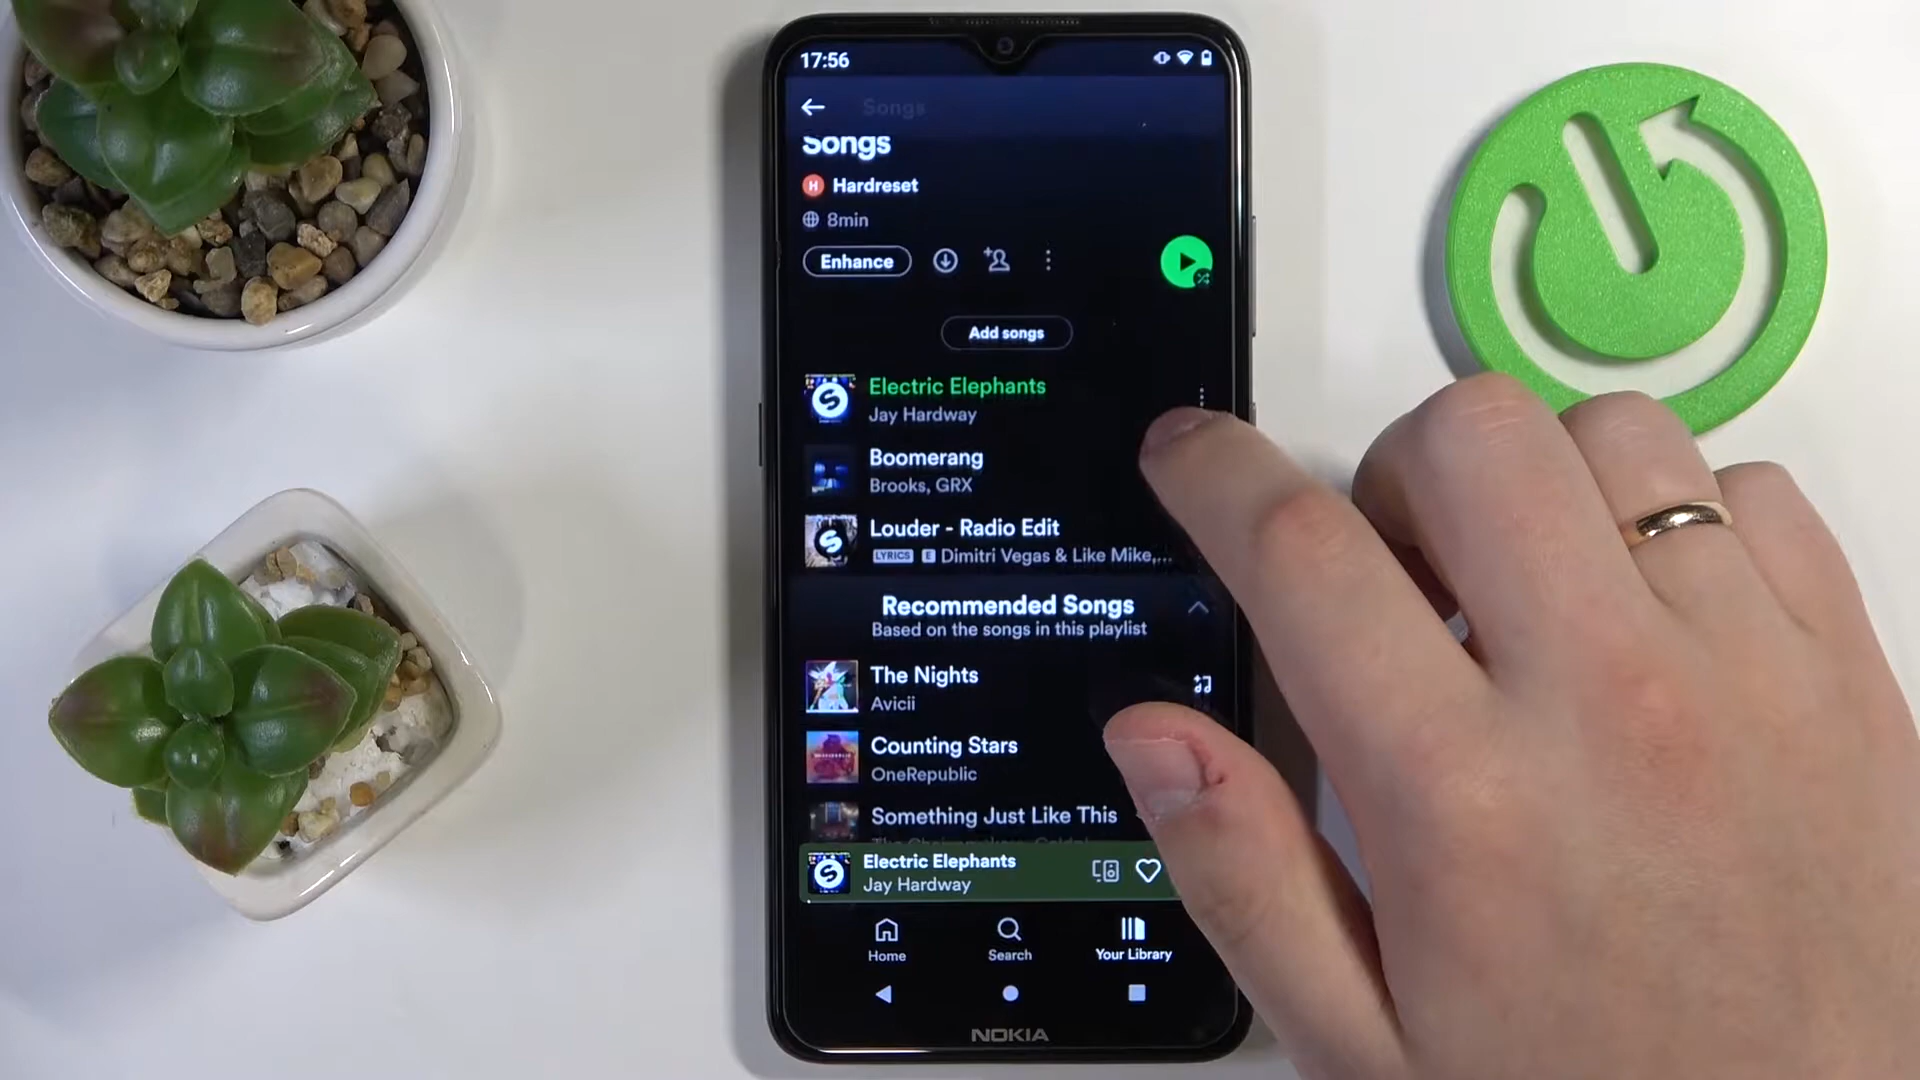 17:56
Songs
Songs
H Hardreset
8min
Enhance
Add songs
Electric Elephants
Jay Hardway
Boomerang
Brooks, GRX
Louder - Radio Edit
LYRICS E Dimitri Vegas & Like Mike,...
Recommended Songs
Based on the songs in this playlist
The Nights
Avicii
Counting Stars
OneRepublic
Something Just Like This
Electric Elephants
Jay Hardway
Home
Search
Your Library
NOKIA